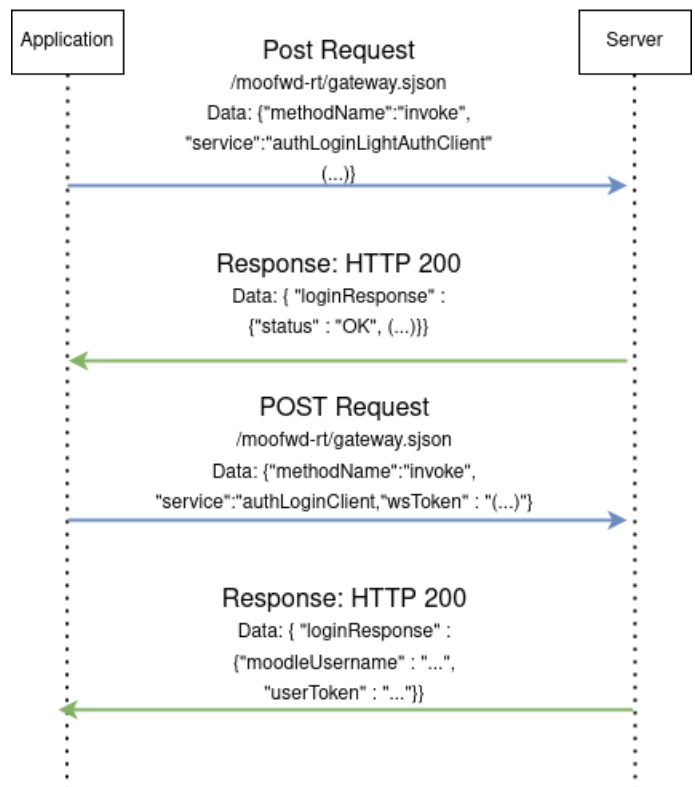 Application
Server
Post Request
/moofwd-rt/gateway.sjson
Data: {"methodName":"invoke",
"service":"authLoginLightAuthClient"
(...)}
Response: HTTP 200
Data: { "loginResponse" :
{"status" : "OK", (...)}}
POST Request
/moofwd-rt/gateway.sjson
Data: {"methodName":"invoke",
"service":"authLoginClient,"wsToken" : "(...)"}
Response: HTTP 200
Data: { "loginResponse" :
{"moodleUsername" : "...",
"userToken" : "..."}}